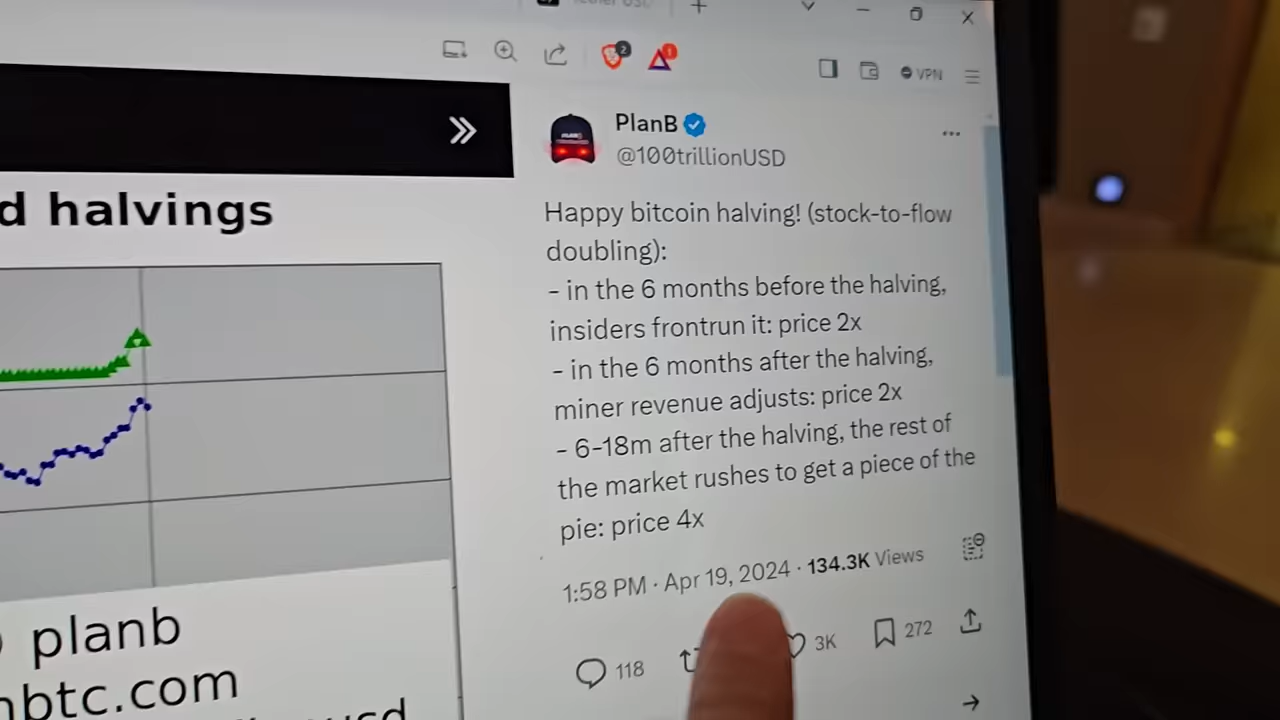 VPN
2
1
PlanB
@100trillionUSD
d halvings
Happy bitcoin halving! (stock-to-flow
doubling):
- in the 6 months before the halving,
insiders frontrun it: price 2x
- in the 6 months after the halving,
miner revenue adjusts: price 2x
- 6-18m after the halving, the rest of
the market rushes to get a piece of the
pie: price 4x
1:58 PM · Apr 19, 2024 · 134.3K Views
118
3K
272
planb
btc.com